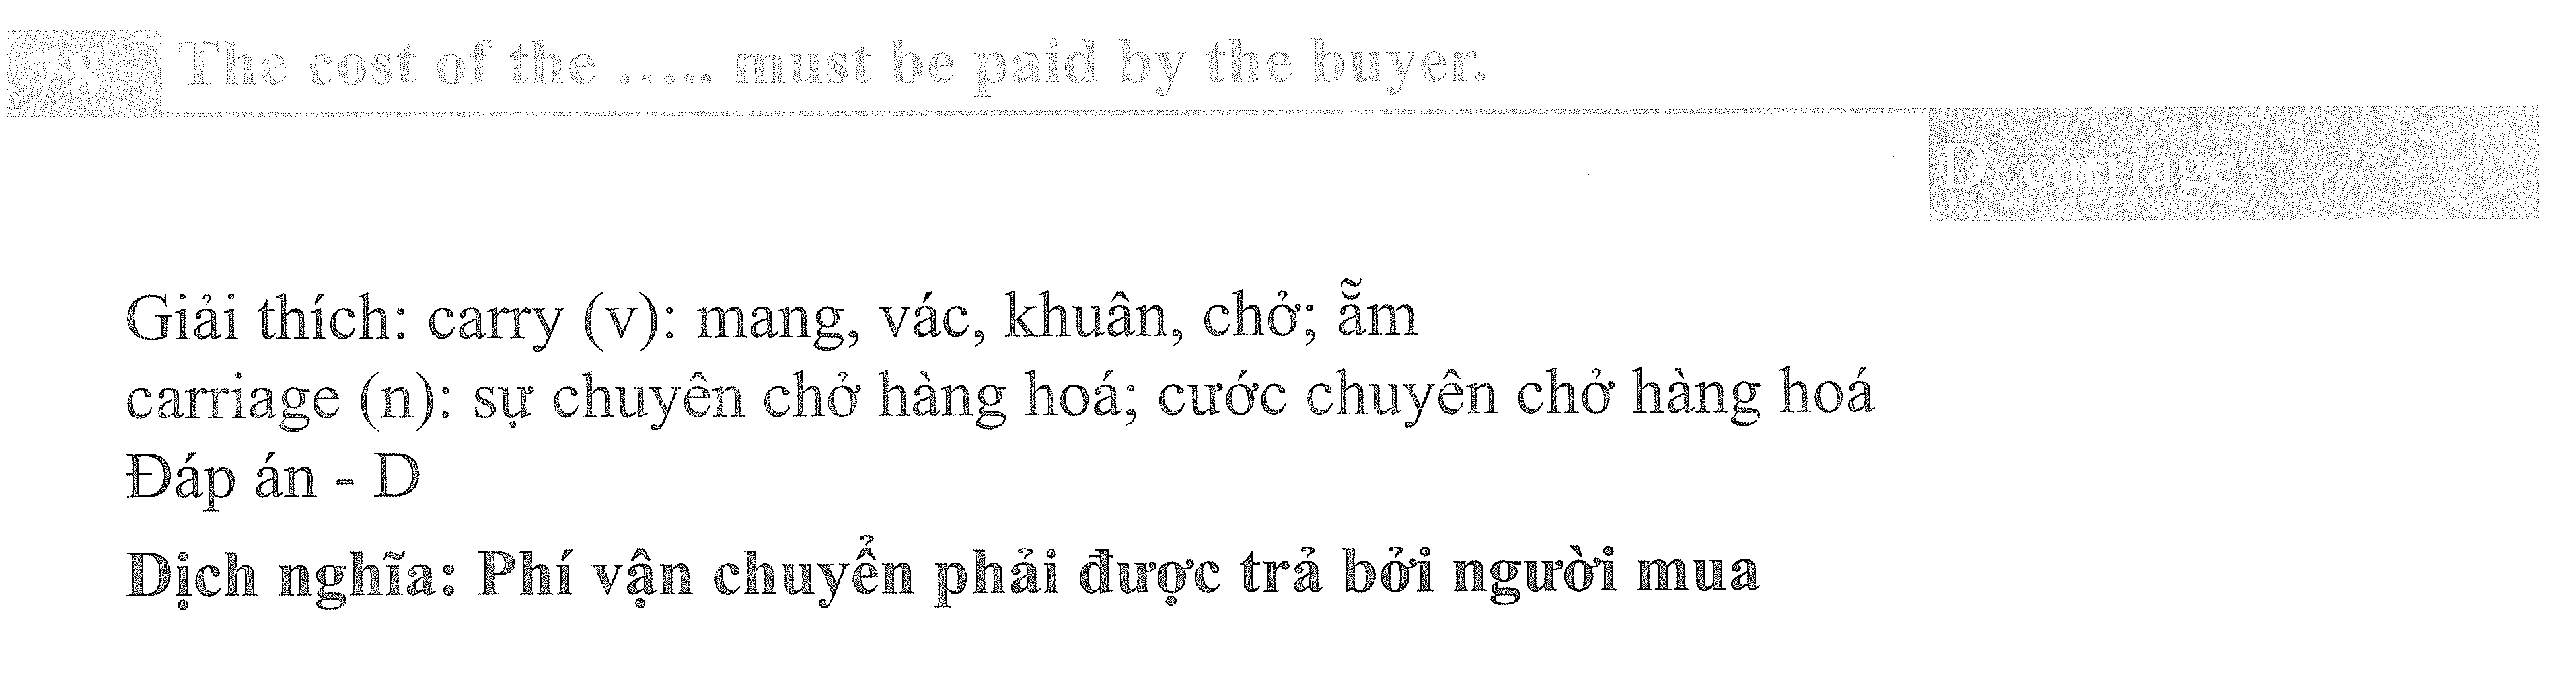 78 The cost of the ..... must be paid by the buyer.
D. carriage
Giải thích: carry (v): mang, vác, khuân, chở; ẵm
carriage (n): sự chuyên chở hàng hoá; cước chuyên chở hàng hoá
Đáp án - D
Dịch nghĩa: Phí vận chuyển phải được trả bởi người mua